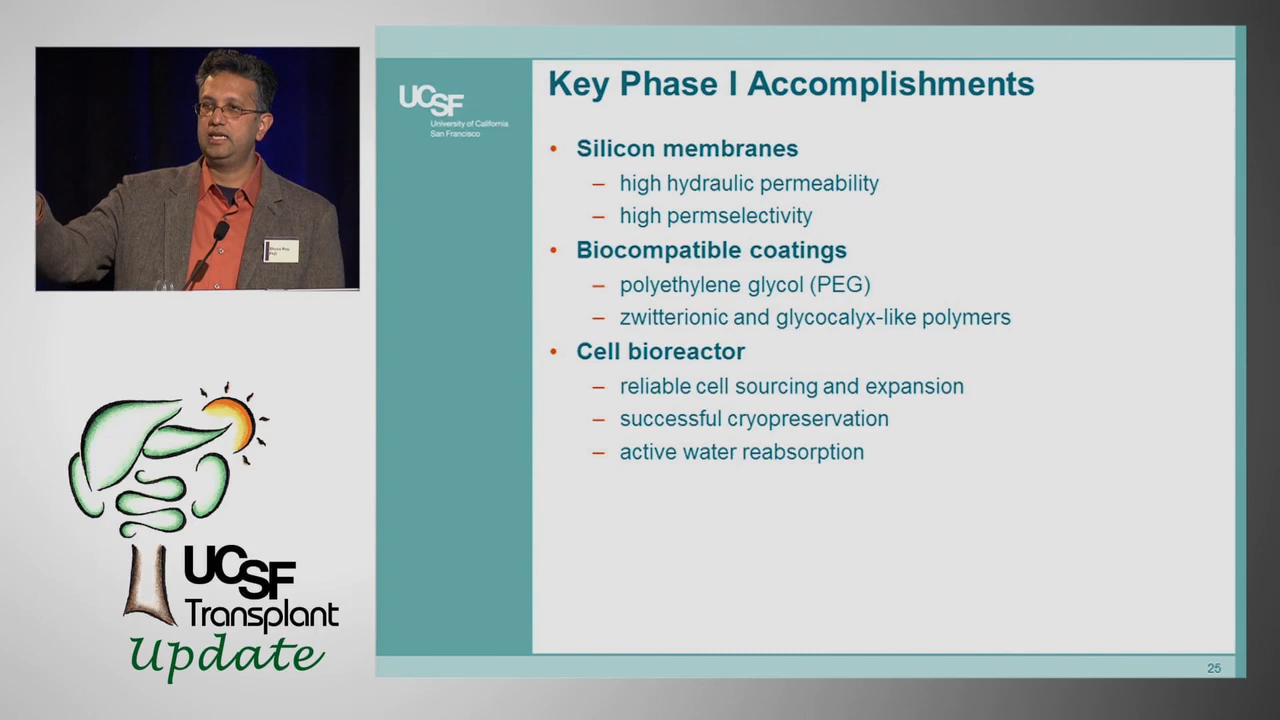 UCSF
University of California
San Francisco
Key Phase I Accomplishments
• Silicon membranes
– high hydraulic permeability
– high permselectivity
• Biocompatible coatings
– polyethylene glycol (PEG)
– zwitterionic and glycocalyx-like polymers
• Cell bioreactor
– reliable cell sourcing and expansion
– successful cryopreservation
– active water reabsorption
25
UCSF
Transplant
Update